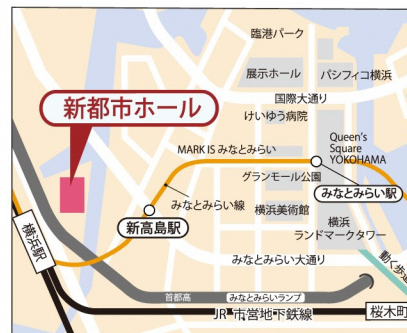 臨港パーク
展示ホール
パシフィコ横浜
国際大通り
けいゆう病院
新都市ホール
Queen's
Square
YOKOHAMA
MARK IS みなとみらい
グランモール公園
みなとみらい駅
みなとみらい線
横浜美術館
新高島駅
横浜
ランドマークタワー
横浜駅
みなとみらい大通り
動く歩道
首都高
みなとみらいランプ
JR 市営地下鉄線
桜木町